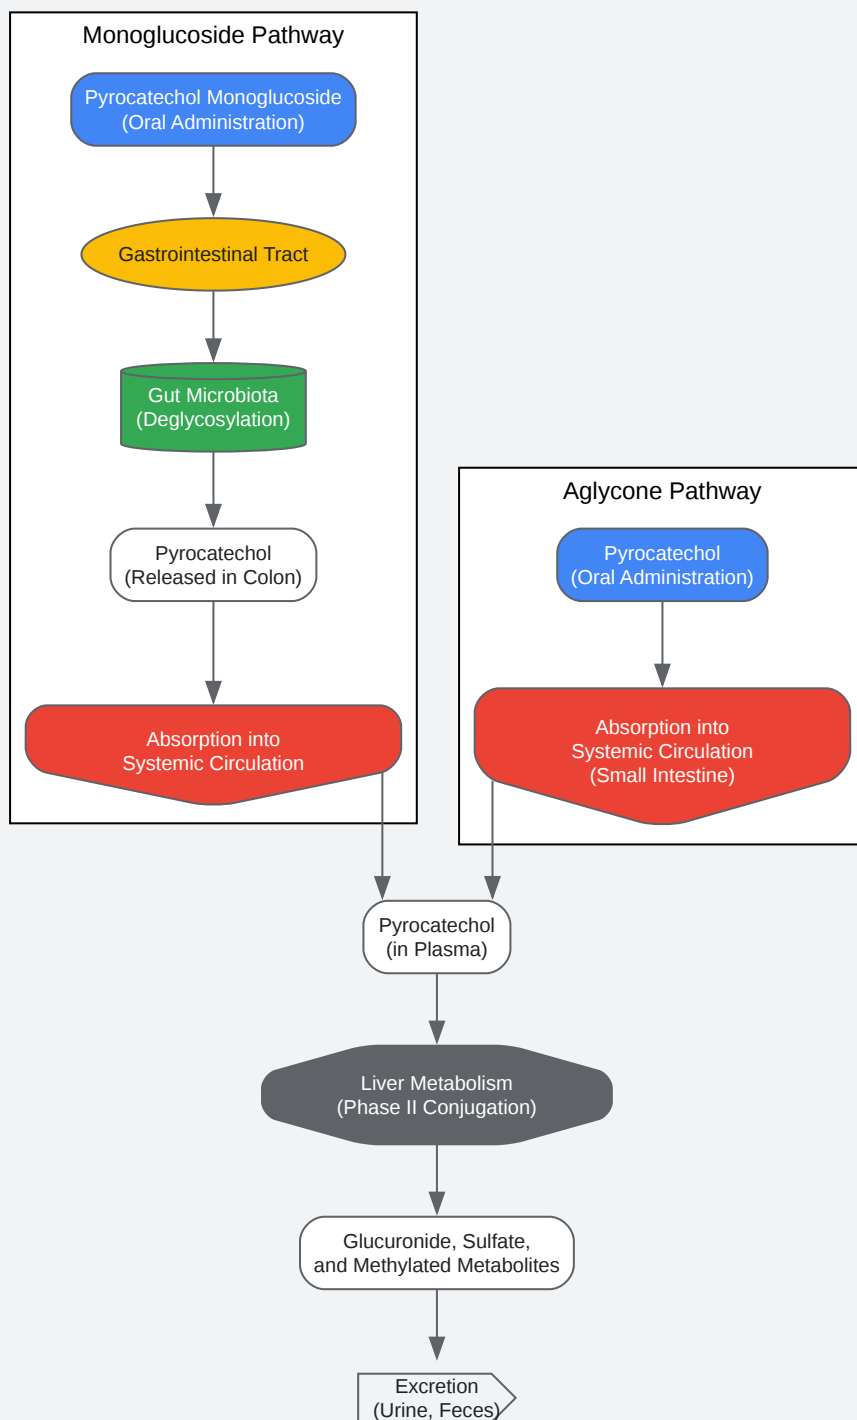 Monoglucoside Pathway
Pyrocatechol Monoglucoside
(Oral Administration)
Gastrointestinal Tract
Gut Microbiota
(Deglycosylation)
Pyrocatechol
(Released in Colon)
Absorption into
Systemic Circulation
Aglycone Pathway
Pyrocatechol
(Oral Administration)
Absorption into
Systemic Circulation
(Small Intestine)
Pyrocatechol
(in Plasma)
Liver Metabolism
(Phase II Conjugation)
Glucuronide, Sulfate,
and Methylated Metabolites
Excretion
(Urine, Feces)